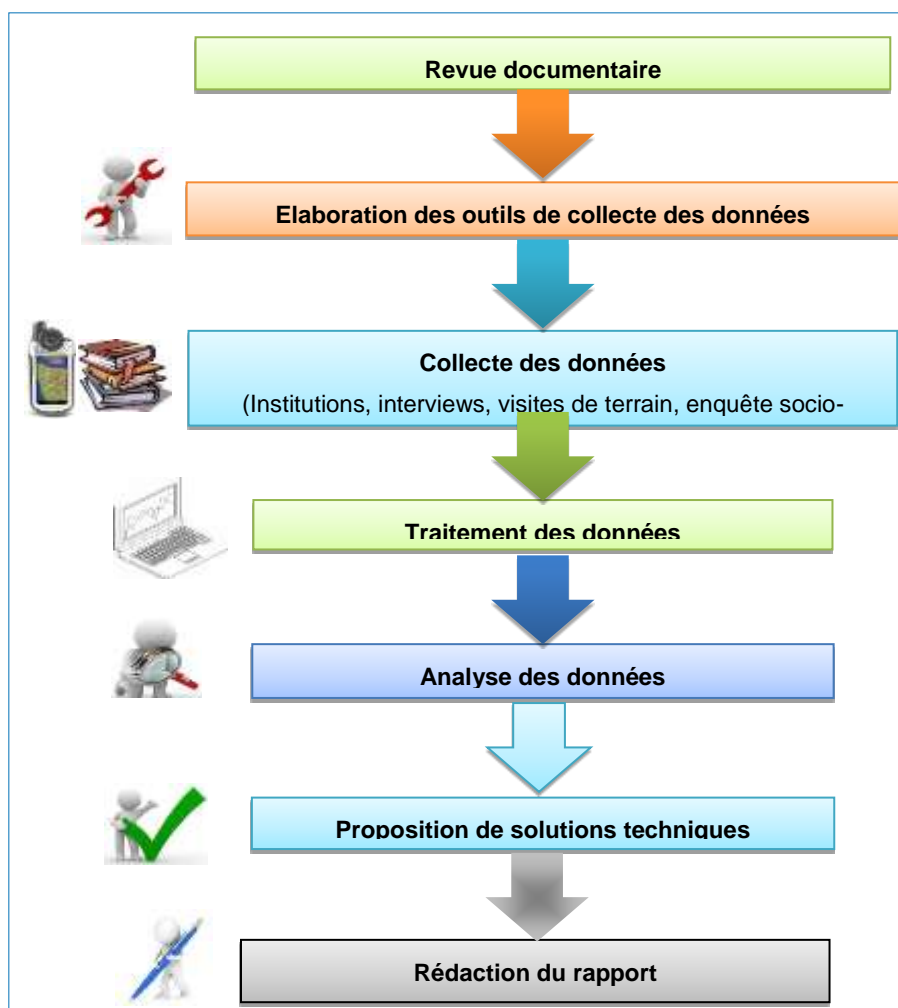 Revue documentaire
Elaboration des outils de collecte des données
Collecte des données
(Institutions, interviews, visites de terrain, enquête socio-
Traitement des données
Analyse des données
Proposition de solutions techniques
Rédaction du rapport